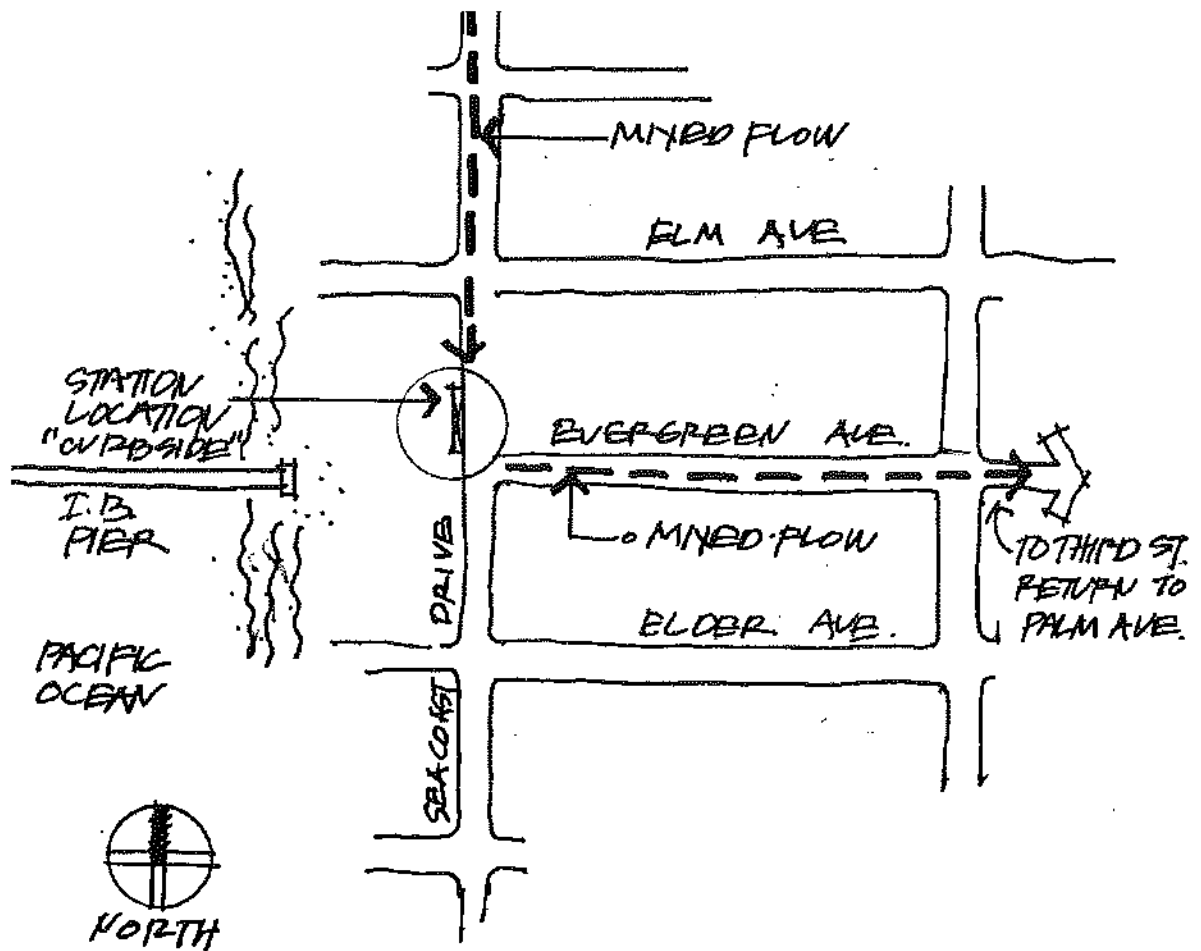 MIXED FLOW
ELM AVE
STATION
LOCATION
"CURBSIDE"
EVERGREEN AVE.
I.B.
PIER
MIXED FLOW
TO THIRD ST.
RETURN TO
PALM AVE.
DRIVE
ELDER AVE.
PACIFIC
OCEAN
SEACOAST
NORTH